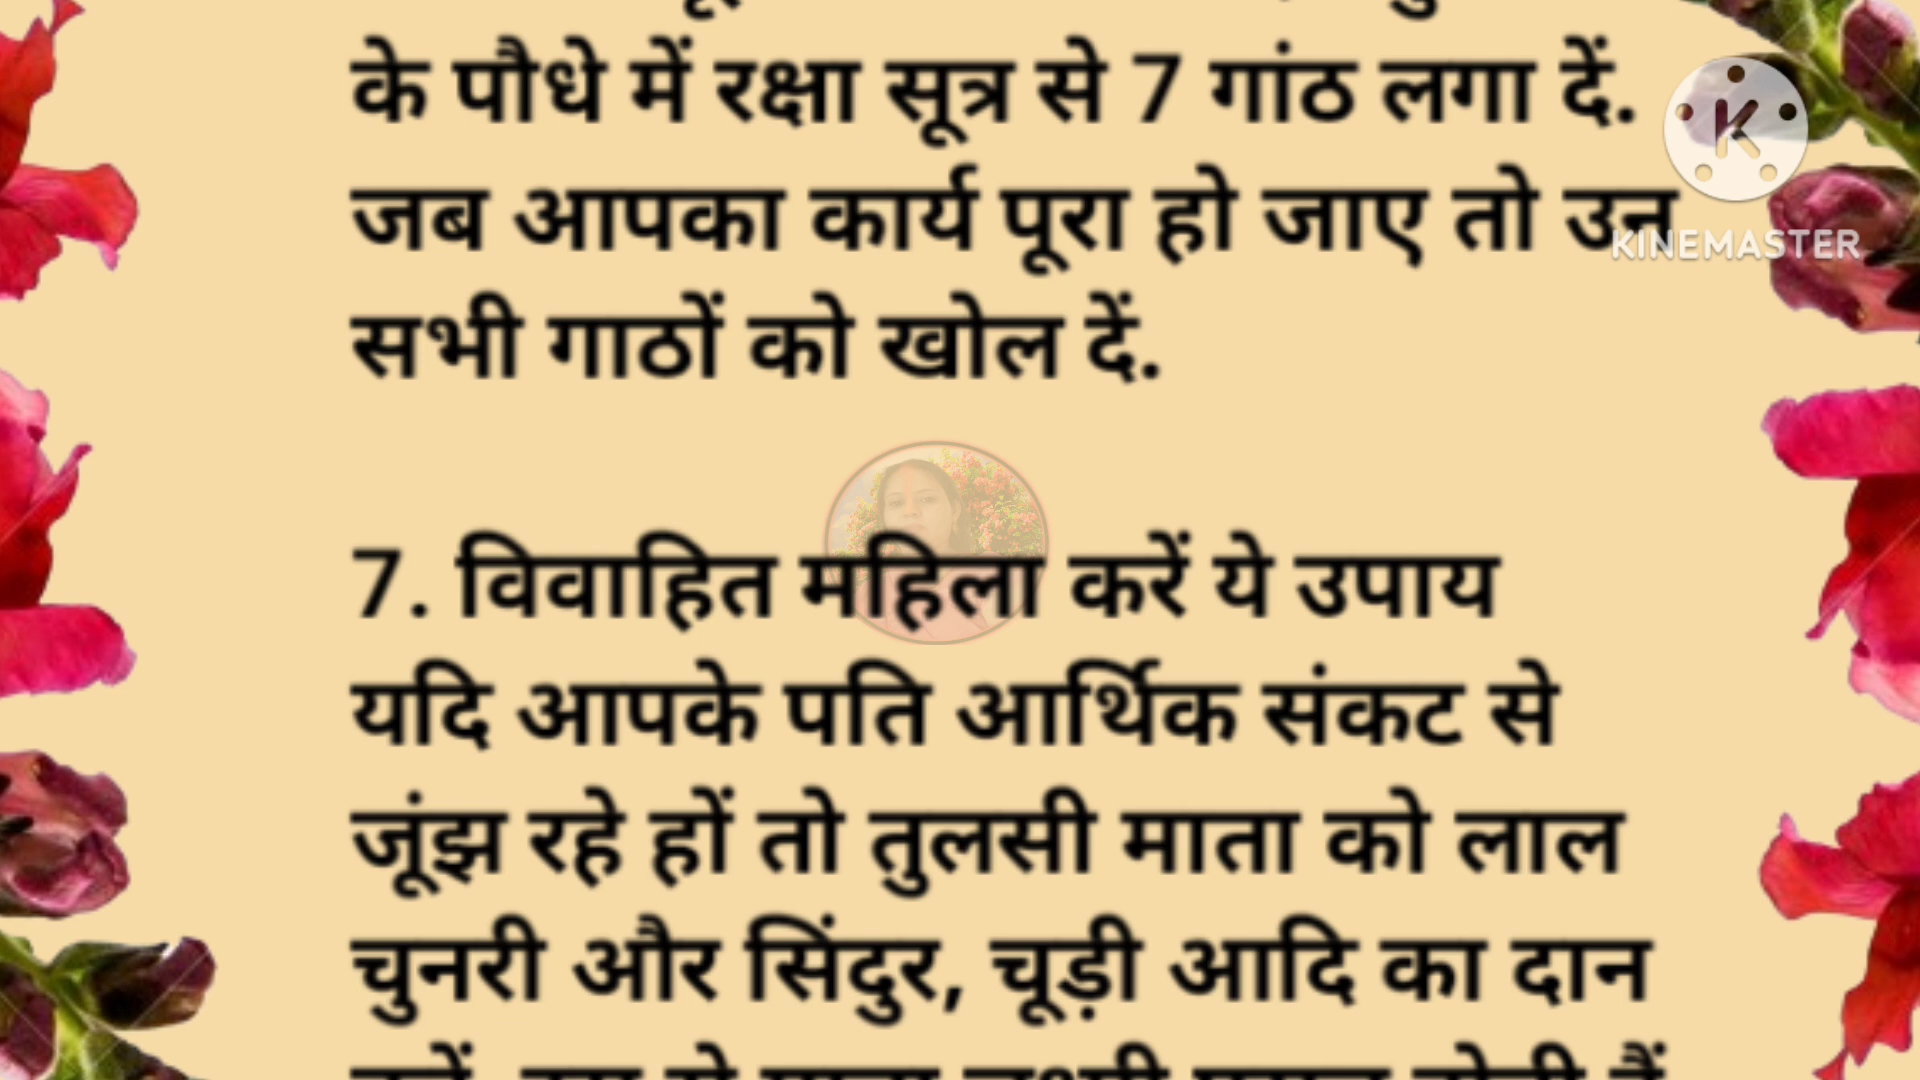 के पौधे में रक्षा सूत्र से 7 गांठ लगा दें.
जब आपका कार्य पूरा हो जाए तो उन
सभी गाठों को खोल दें.
7. विवाहित महिला करें ये उपाय
यदि आपके पति आर्थिक संकट से
जूंझ रहे हों तो तुलसी माता को लाल
चुनरी और सिंदुर, चूड़ी आदि का दान
K
KINEMASTER